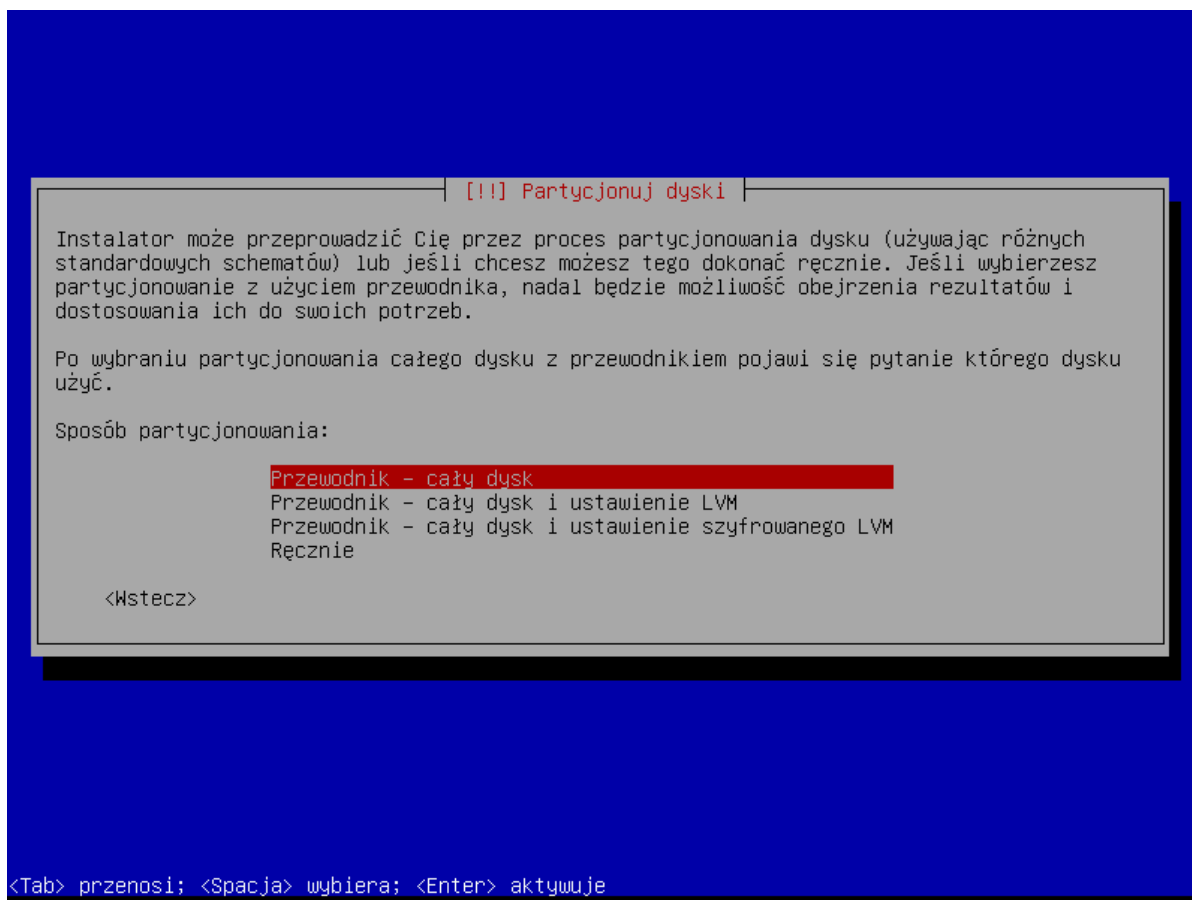 [!!] Partycjonuj dyski
Instalator może przeprowadzić Cię przez proces partycjonowania dysku (używając różnych
standardowych schematów) lub jeśli chcesz możesz tego dokonać ręcznie. Jeśli wybierzesz
partycjonowanie z użyciem przewodnika, nadal będzie możliwość obejrzenia rezultatów i
dostosowania ich do swoich potrzeb.
Po wybraniu partycjonowania całego dysku z przewodnikiem pojawi się pytanie którego dysku
użyć.
Sposób partycjonowania:
Przewodnik – cały dysk
Przewodnik – cały dysk i ustawienie LVM
Przewodnik – cały dysk i ustawienie szyfrowanego LVM
Ręcznie
<Wstecz>
<Tab> przenosi; <Spacja> wybiera; <Enter> aktywuje